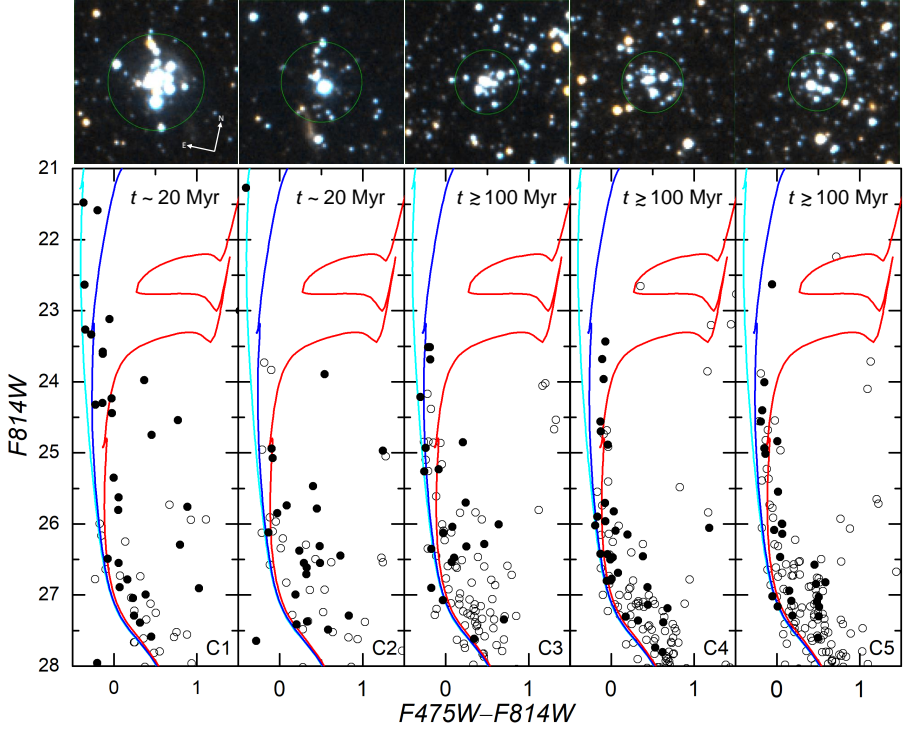 N
E
21
22
23
24
25
26
27
28
F814W
t ~ 20 Myr
t ~ 20 Myr
t ≳ 100 Myr
t ≳ 100 Myr
t ≳ 100 Myr
C1
C2
C3
C4
C5
0 1 0 1 0 1 0 1 0 1
F475W–F814W